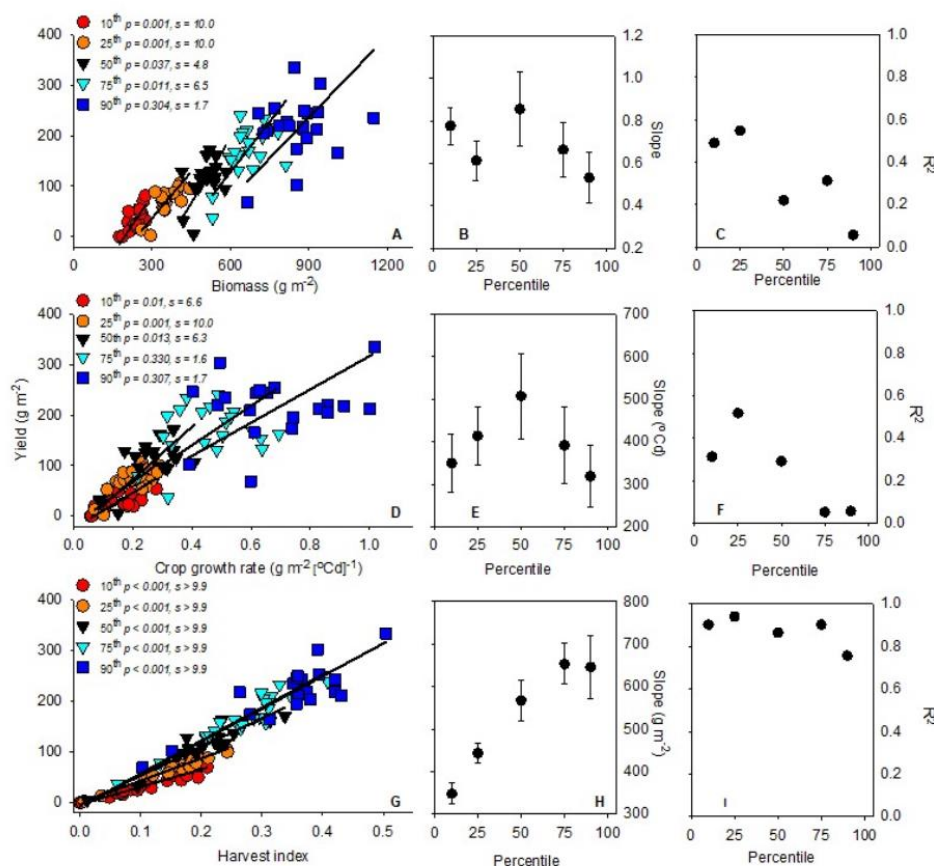 10th p = 0.001, s = 10.0
25th p = 0.001, s = 10.0
50th p = 0.037, s = 4.8
75th p = 0.011, s = 6.5
90th p = 0.304, s = 1.7
400
300
200
100
0
0 300 600 900 1200
Biomass (g m-2)
A
1.2
1.0
0.8
0.6
0.4
0.2
Slope
0 25 50 75 100
Percentile
B
1.0
0.8
0.6
0.4
0.2
0.0
R2
0 25 50 75 100
Percentile
C
10th p = 0.01, s = 6.6
25th p = 0.001, s = 10.0
50th p = 0.013, s = 6.3
75th p = 0.330, s = 1.6
90th p = 0.307, s = 1.7
Yield (g m-2)
400
300
200
100
0
0.0 0.2 0.4 0.6 0.8 1.0
Crop growth rate (g m-2 [ºCd]-1)
D
700
600
500
400
300
200
Slope (ºCd)
0 25 50 75 100
Percentile
E
1.0
0.8
0.6
0.4
0.2
0.0
R2
0 25 50 75 100
Percentile
F
10th p < 0.001, s > 9.9
25th p < 0.001, s > 9.9
50th p < 0.001, s > 9.9
75th p < 0.001, s > 9.9
90th p < 0.001, s > 9.9
400
300
200
100
0
0.0 0.1 0.2 0.3 0.4 0.5
Harvest index
G
800
700
600
500
400
300
Slope (g m-2)
0 25 50 75 100
Percentile
H
1.0
0.8
0.6
0.4
0.2
0.0
R2
0 25 50 75 100
Percentile
I